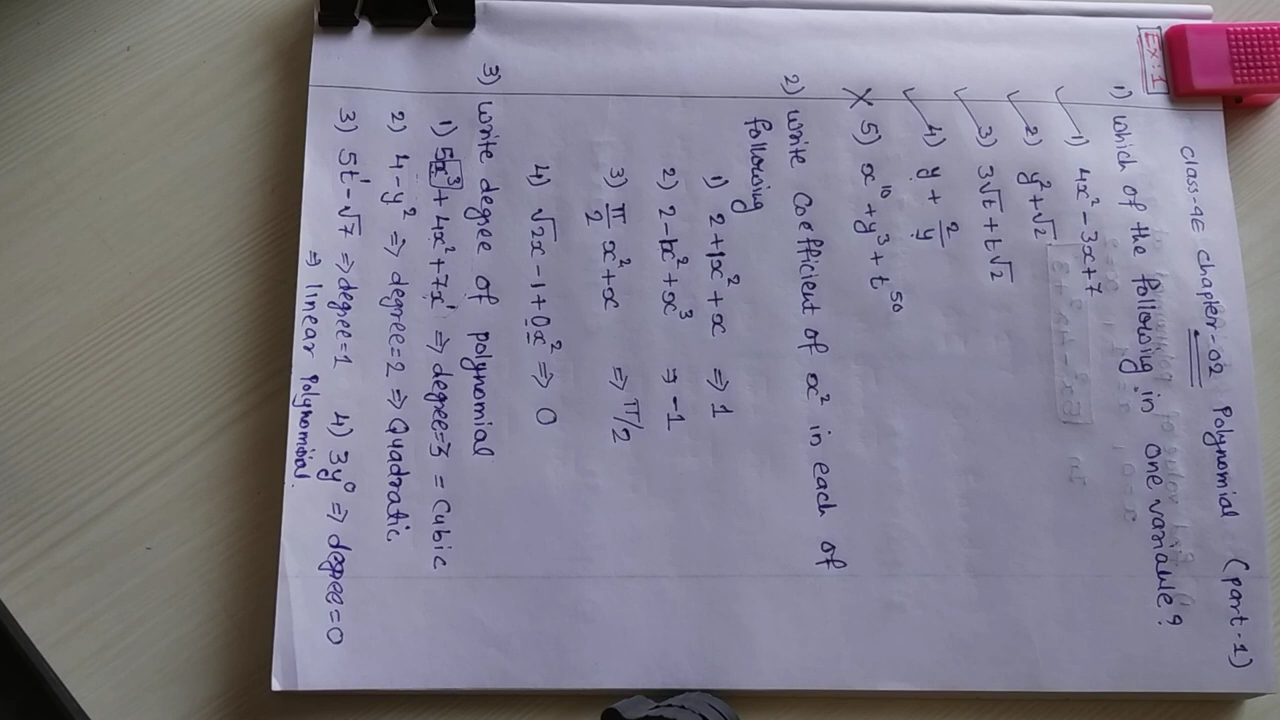 class-9E Chapter-02 Polynomial (part-1)
Ex:1
1) which of the following in one variable?
1) 4x² - 3x + 7
2) y² + √2
3) 3√t + t√2
4) y + 2/y
5) x¹⁰ + y³ + t⁵⁰
2) write coefficient of x² in each of
following
1) 2 + 1x² + x ⇒ 1
2) 2 - 1x² + x³ ⇒ -1
3) π/2 x² + x ⇒ π/2
4) √2x - 1 + 0x² ⇒ 0
3) write degree of polynomial
1) 5x³ + 4x² + 7x¹ ⇒ degree=3 = Cubic
2) 4 - y² ⇒ degree=2 ⇒ Quadratic
3) 5t¹ - √7 ⇒ degree=1 4) 3y⁰ ⇒ degree=0
⇒ linear polynomial.